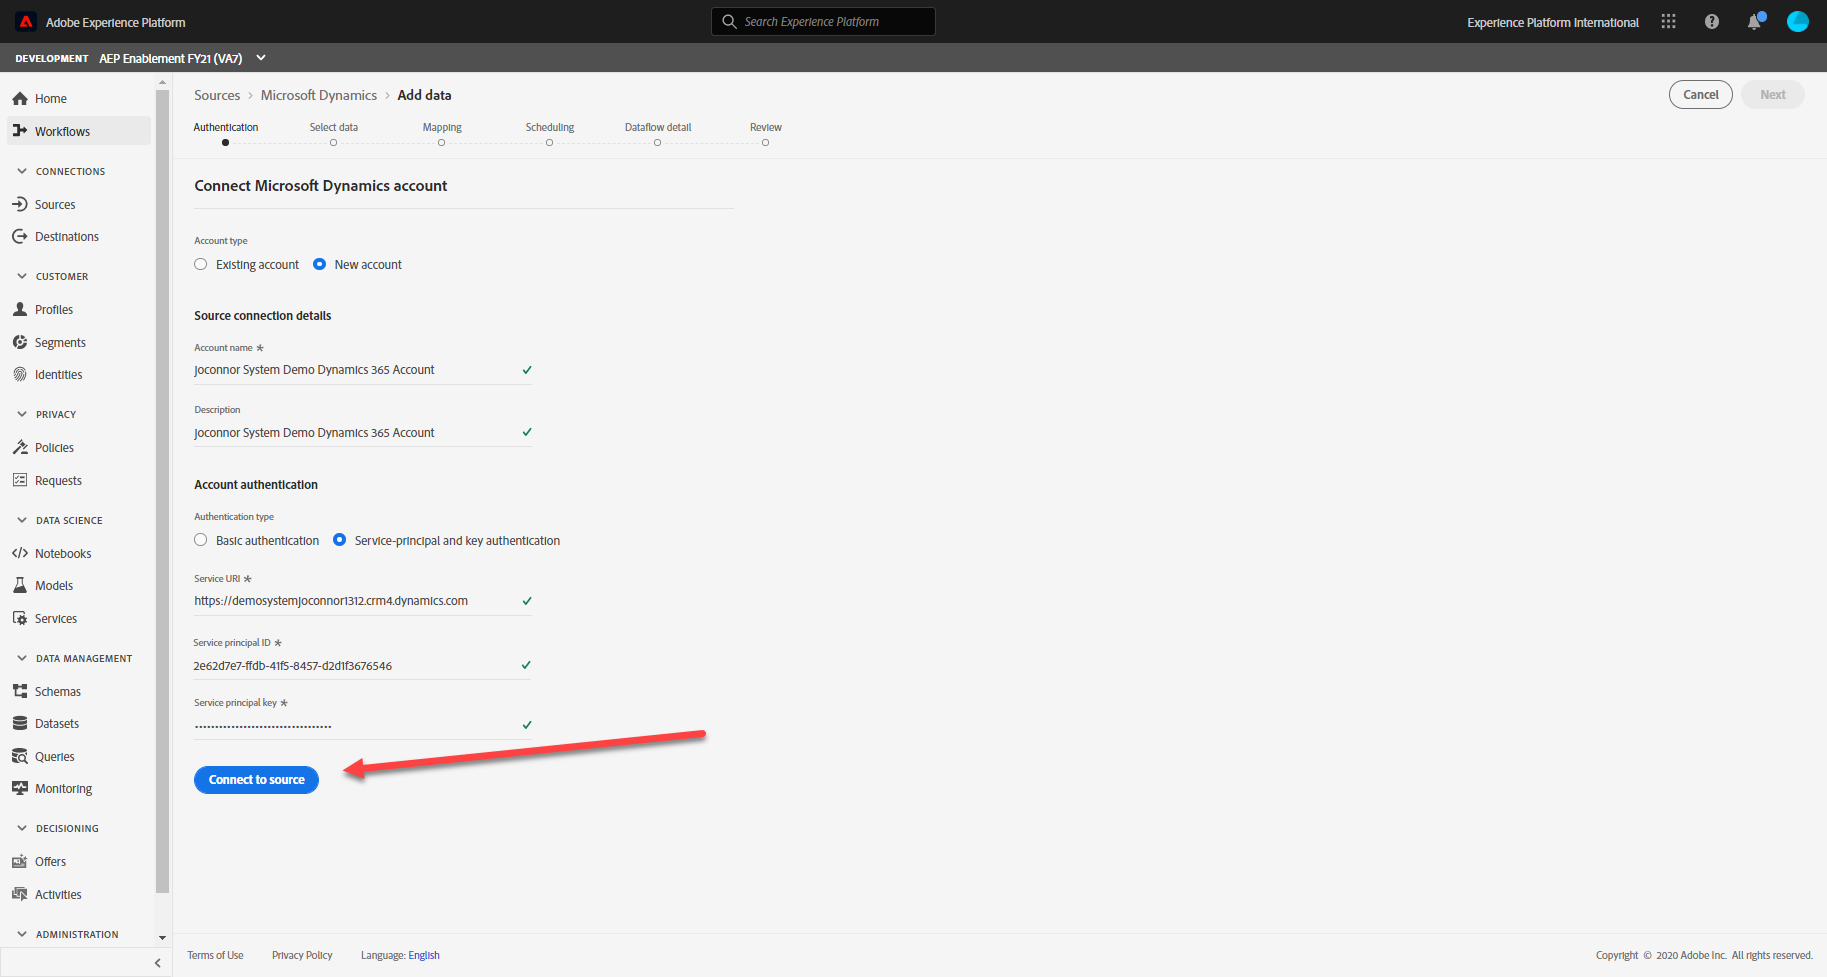 Adobe Experience Platform
Search Experience Platform
Experience Platform International
DEVELOPMENT AEP Enablement FY21 (VA7)
Home
Workflows
CONNECTIONS
Sources
Destinations
CUSTOMER
Profiles
Segments
Identities
PRIVACY
Policies
Requests
DATA SCIENCE
Notebooks
Models
Services
DATA MANAGEMENT
Schemas
Datasets
Queries
Monitoring
DECISIONING
Offers
Activities
ADMINISTRATION
Sources > Microsoft Dynamics > Add data
Cancel Next
Authentication Select data Mapping Scheduling Dataflow detail Review
Connect Microsoft Dynamics account
Account type
Existing account New account
Source connection details
Account name *
joconnor System Demo Dynamics 365 Account
Description
joconnor System Demo Dynamics 365 Account
Account authentication
Authentication type
Basic authentication Service-principal and key authentication
Service URI *
https://demosystemjoconnor1312.crm4.dynamics.com
Service principal ID *
2e62d7e7-ffdb-41f5-8457-d2d1f3676546
Service principal key *
Connect to source
Terms of Use Privacy Policy Language: English
Copyright © 2020 Adobe Inc. All rights reserved.